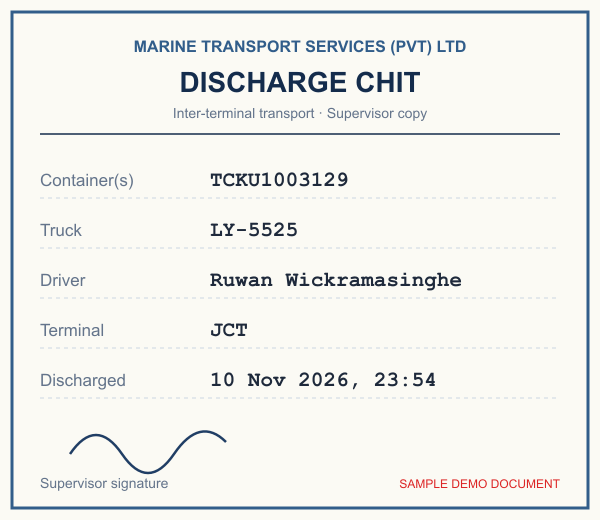 MARINE TRANSPORT SERVICES (PVT) LTD
DISCHARGE CHIT
Inter-terminal transport · Supervisor copy
Container(s) TCKU1003129
Truck LY-5525
Driver Ruwan Wickramasinghe
Terminal JCT
Discharged 10 Nov 2026, 23:54
Supervisor signature SAMPLE DEMO DOCUMENT